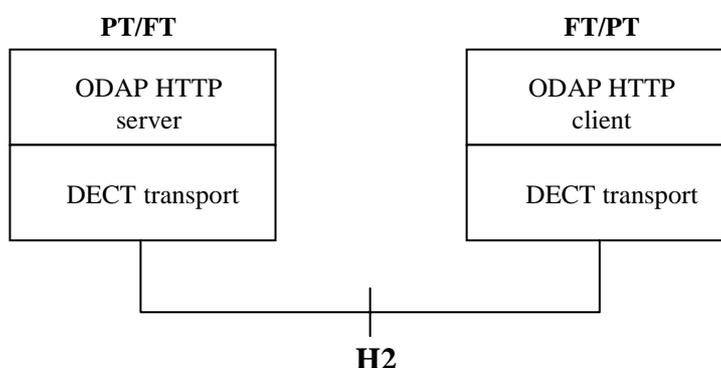 PT/FT
ODAP HTTP
server
DECT transport
FT/PT
ODAP HTTP
client
DECT transport
H2